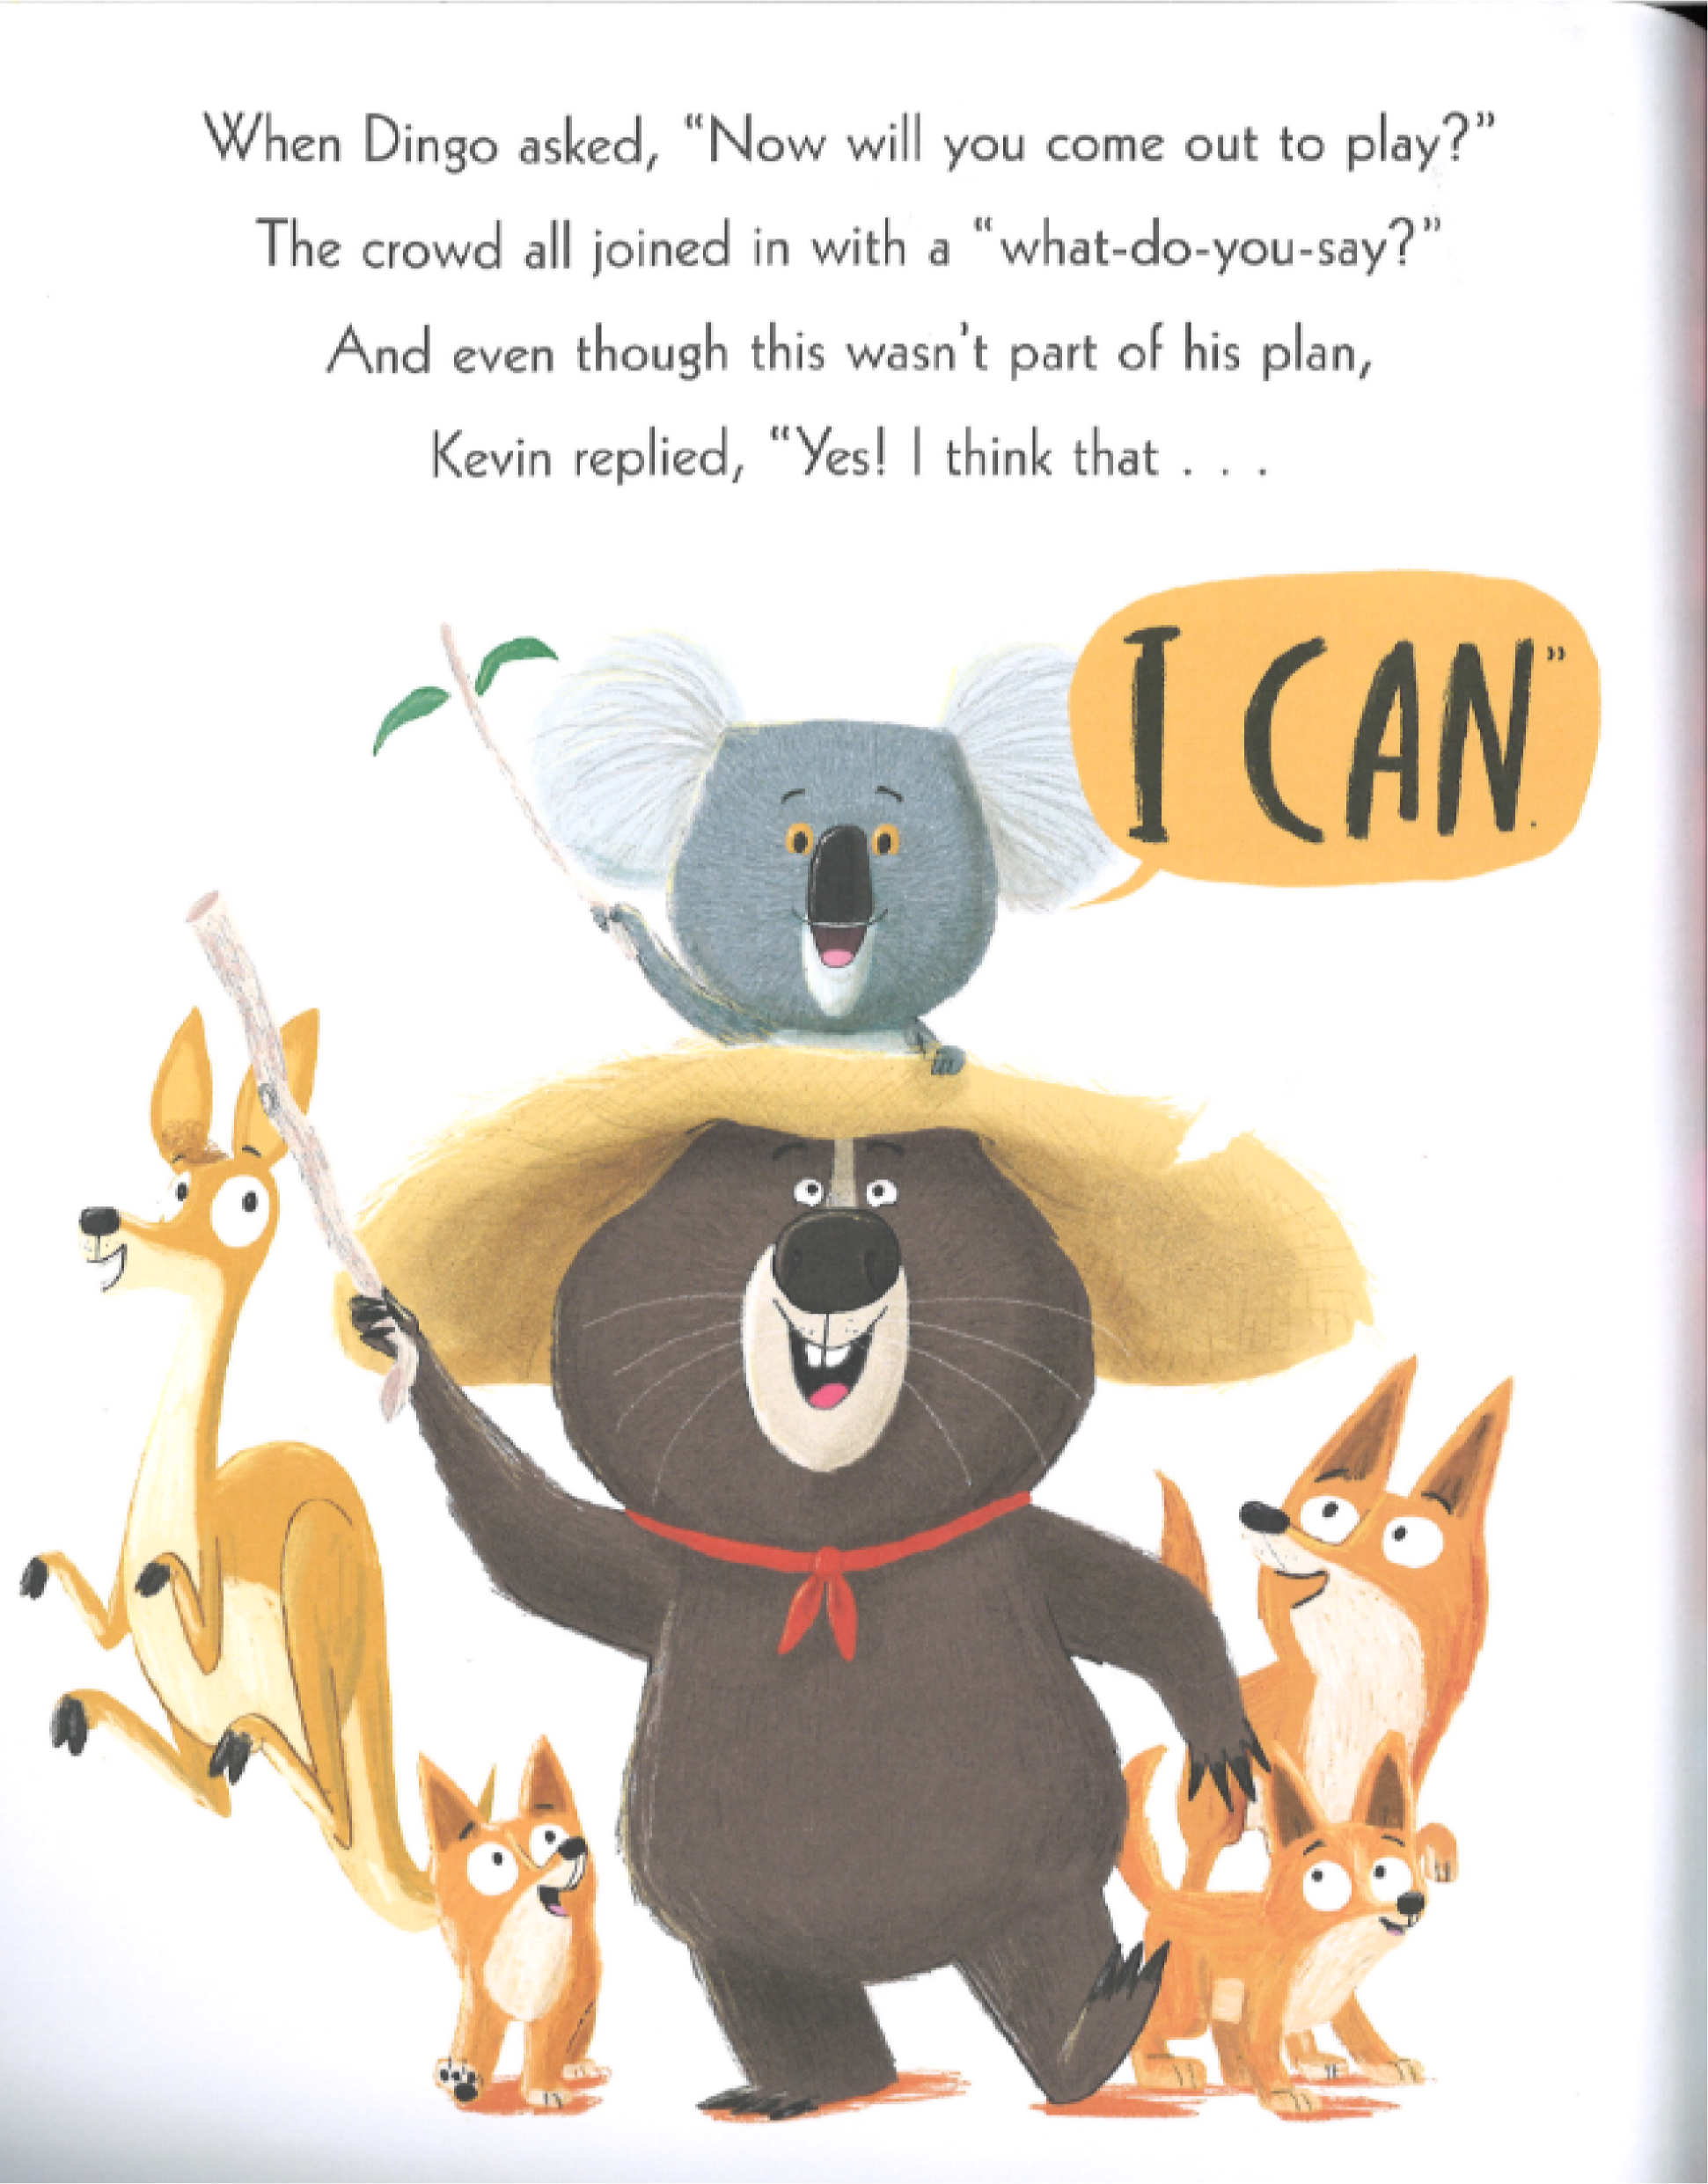 When Dingo asked, “Now will you come out to play?”
The crowd all joined in with a “what-do-you-say?”
And even though this wasn't part of his plan,
Kevin replied, “Yes! I think that . . .
I CAN.”